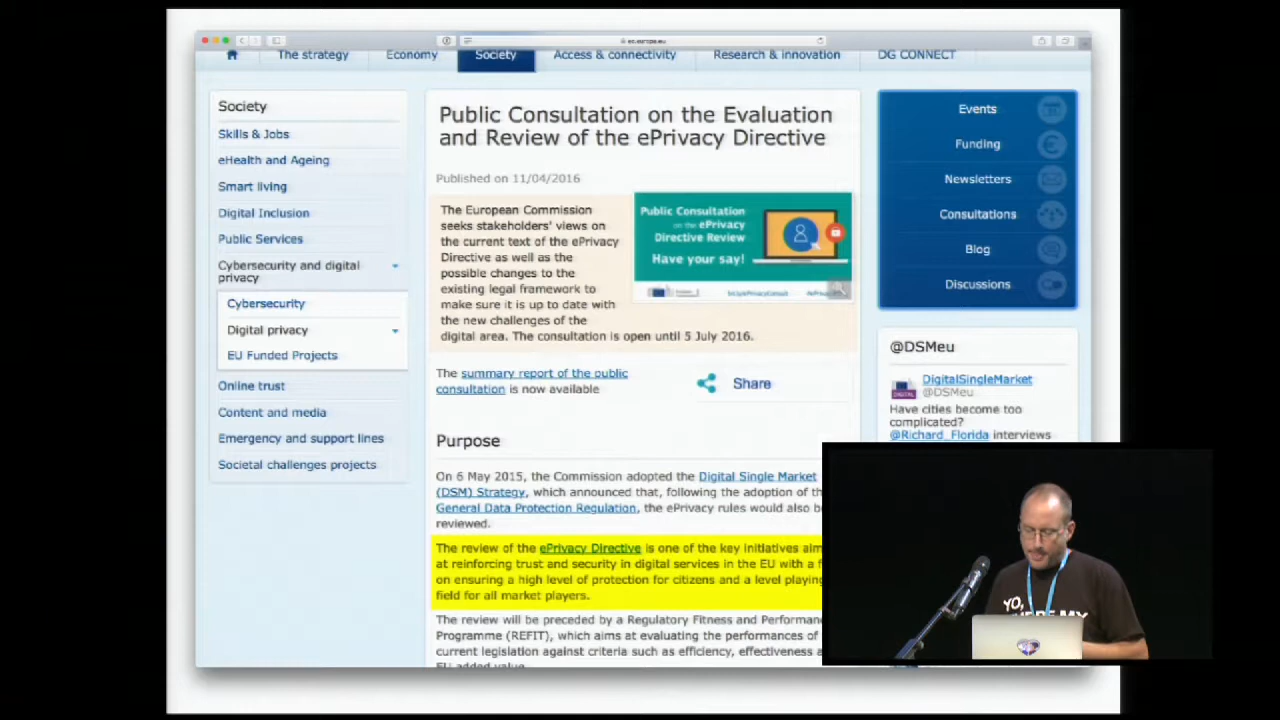 ec.europa.eu
The strategy
Economy
Society
Access & connectivity
Research & innovation
DG CONNECT
Society
Skills & Jobs
eHealth and Ageing
Smart living
Digital Inclusion
Public Services
Cybersecurity and digital
privacy
Cybersecurity
Digital privacy
EU Funded Projects
Online trust
Content and media
Emergency and support lines
Societal challenges projects
Public Consultation on the Evaluation
and Review of the ePrivacy Directive
Published on 11/04/2016
The European Commission
seeks stakeholders' views on
the current text of the ePrivacy
Directive as well as the
possible changes to the
existing legal framework to
make sure it is up to date with
the new challenges of the
digital area. The consultation is open until 5 July 2016.
Public Consultation
on the ePrivacy
Directive Review
Have your say!
The summary report of the public
consultation is now available
Share
Purpose
On 6 May 2015, the Commission adopted the Digital Single Market
(DSM) Strategy, which announced that, following the adoption of the
General Data Protection Regulation, the ePrivacy rules would also be
reviewed.
The review of the ePrivacy Directive is one of the key initiatives aim
at reinforcing trust and security in digital services in the EU with a f
on ensuring a high level of protection for citizens and a level playing
field for all market players.
The review will be preceded by a Regulatory Fitness and Performan
Programme (REFIT), which aims at evaluating the performances of
current legislation against criteria such as efficiency, effectiveness a
EU added value.
Events
Funding
Newsletters
Consultations
Blog
Discussions
@DSMeu
DigitalSingleMarket
@DSMeu
Have cities become too
complicated?
@Richard_Florida interviews
YO,
MY